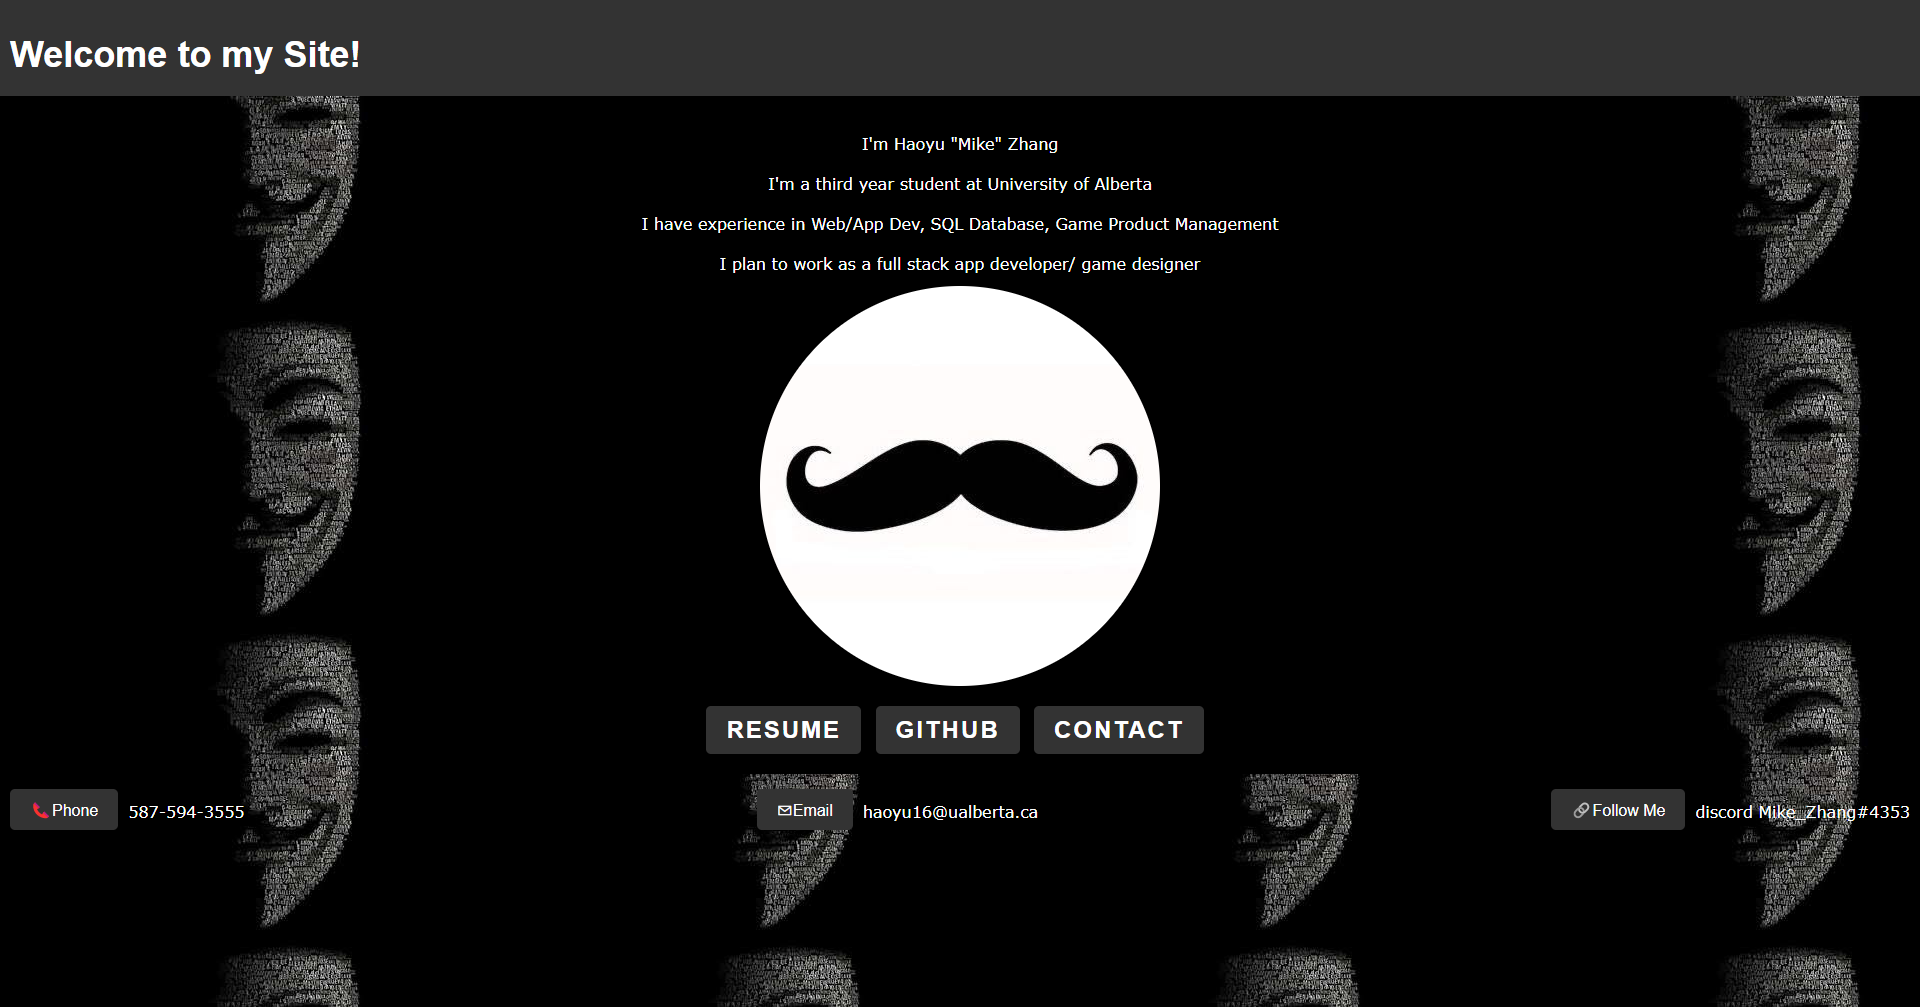 Welcome to my Site!
I'm Haoyu "Mike" Zhang
I'm a third year student at University of Alberta
I have experience in Web/App Dev, SQL Database, Game Product Management
I plan to work as a full stack app developer/ game designer
RESUME GITHUB CONTACT
Phone 587-594-3555 Email haoyu16@ualberta.ca Follow Me discord Mike_Zhang#4353